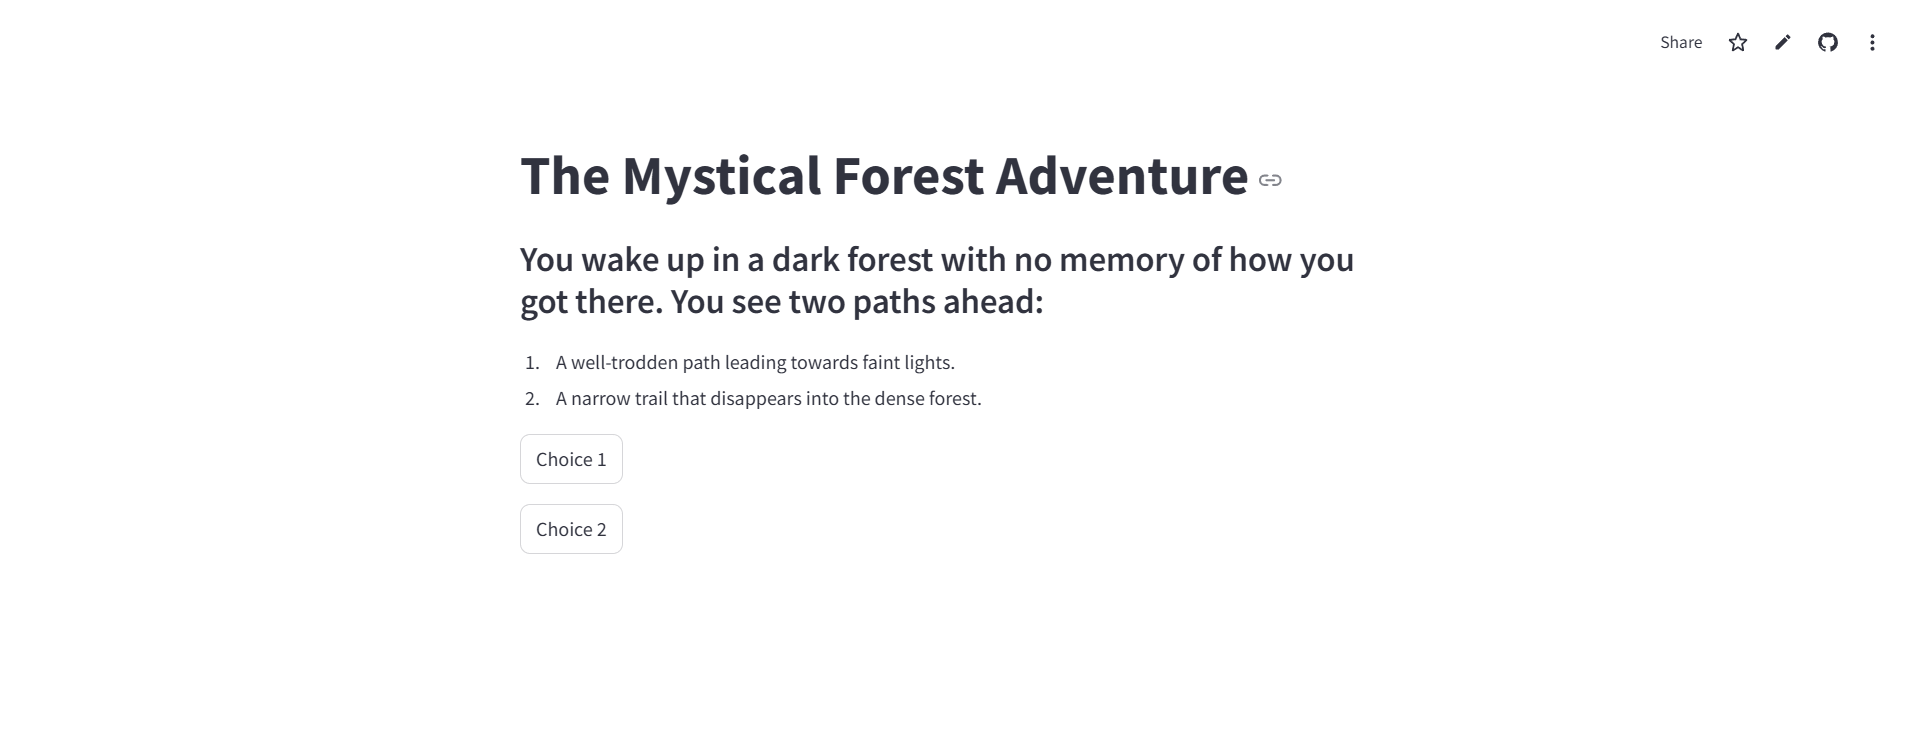 Share
The Mystical Forest Adventure
You wake up in a dark forest with no memory of how you
got there. You see two paths ahead:
1. A well-trodden path leading towards faint lights.
2. A narrow trail that disappears into the dense forest.
Choice 1
Choice 2